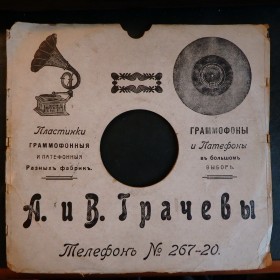 Пластинки
ГРАММОФОННЫЯ
И ПАТЕФОННЫЯ
Разныхъ фабрикъ.
ГРАММОФОНЫ
и Патефоны
въ большомъ
ВЫБОРѢ.
А. и В. Грачевы
Телефонъ № 267-20.